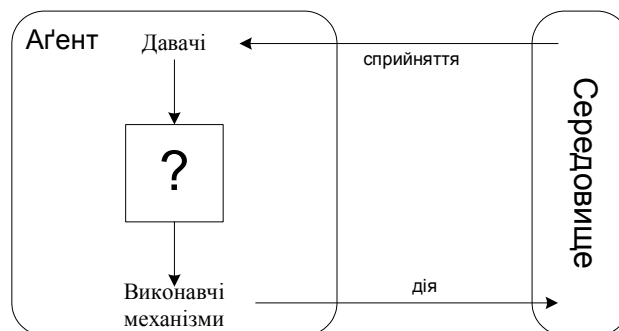 Аґент
Давачі
сприйняття
?
Виконавчі
механізми
дія
Середовище